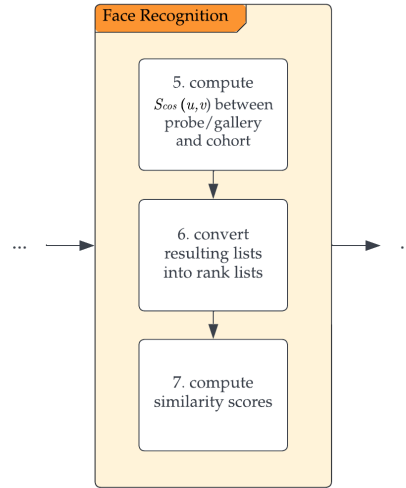 Face Recognition
5. compute
Scos (u,v) between
probe/gallery
and cohort
...
6. convert
resulting lists
into rank lists
.
7. compute
similarity scores